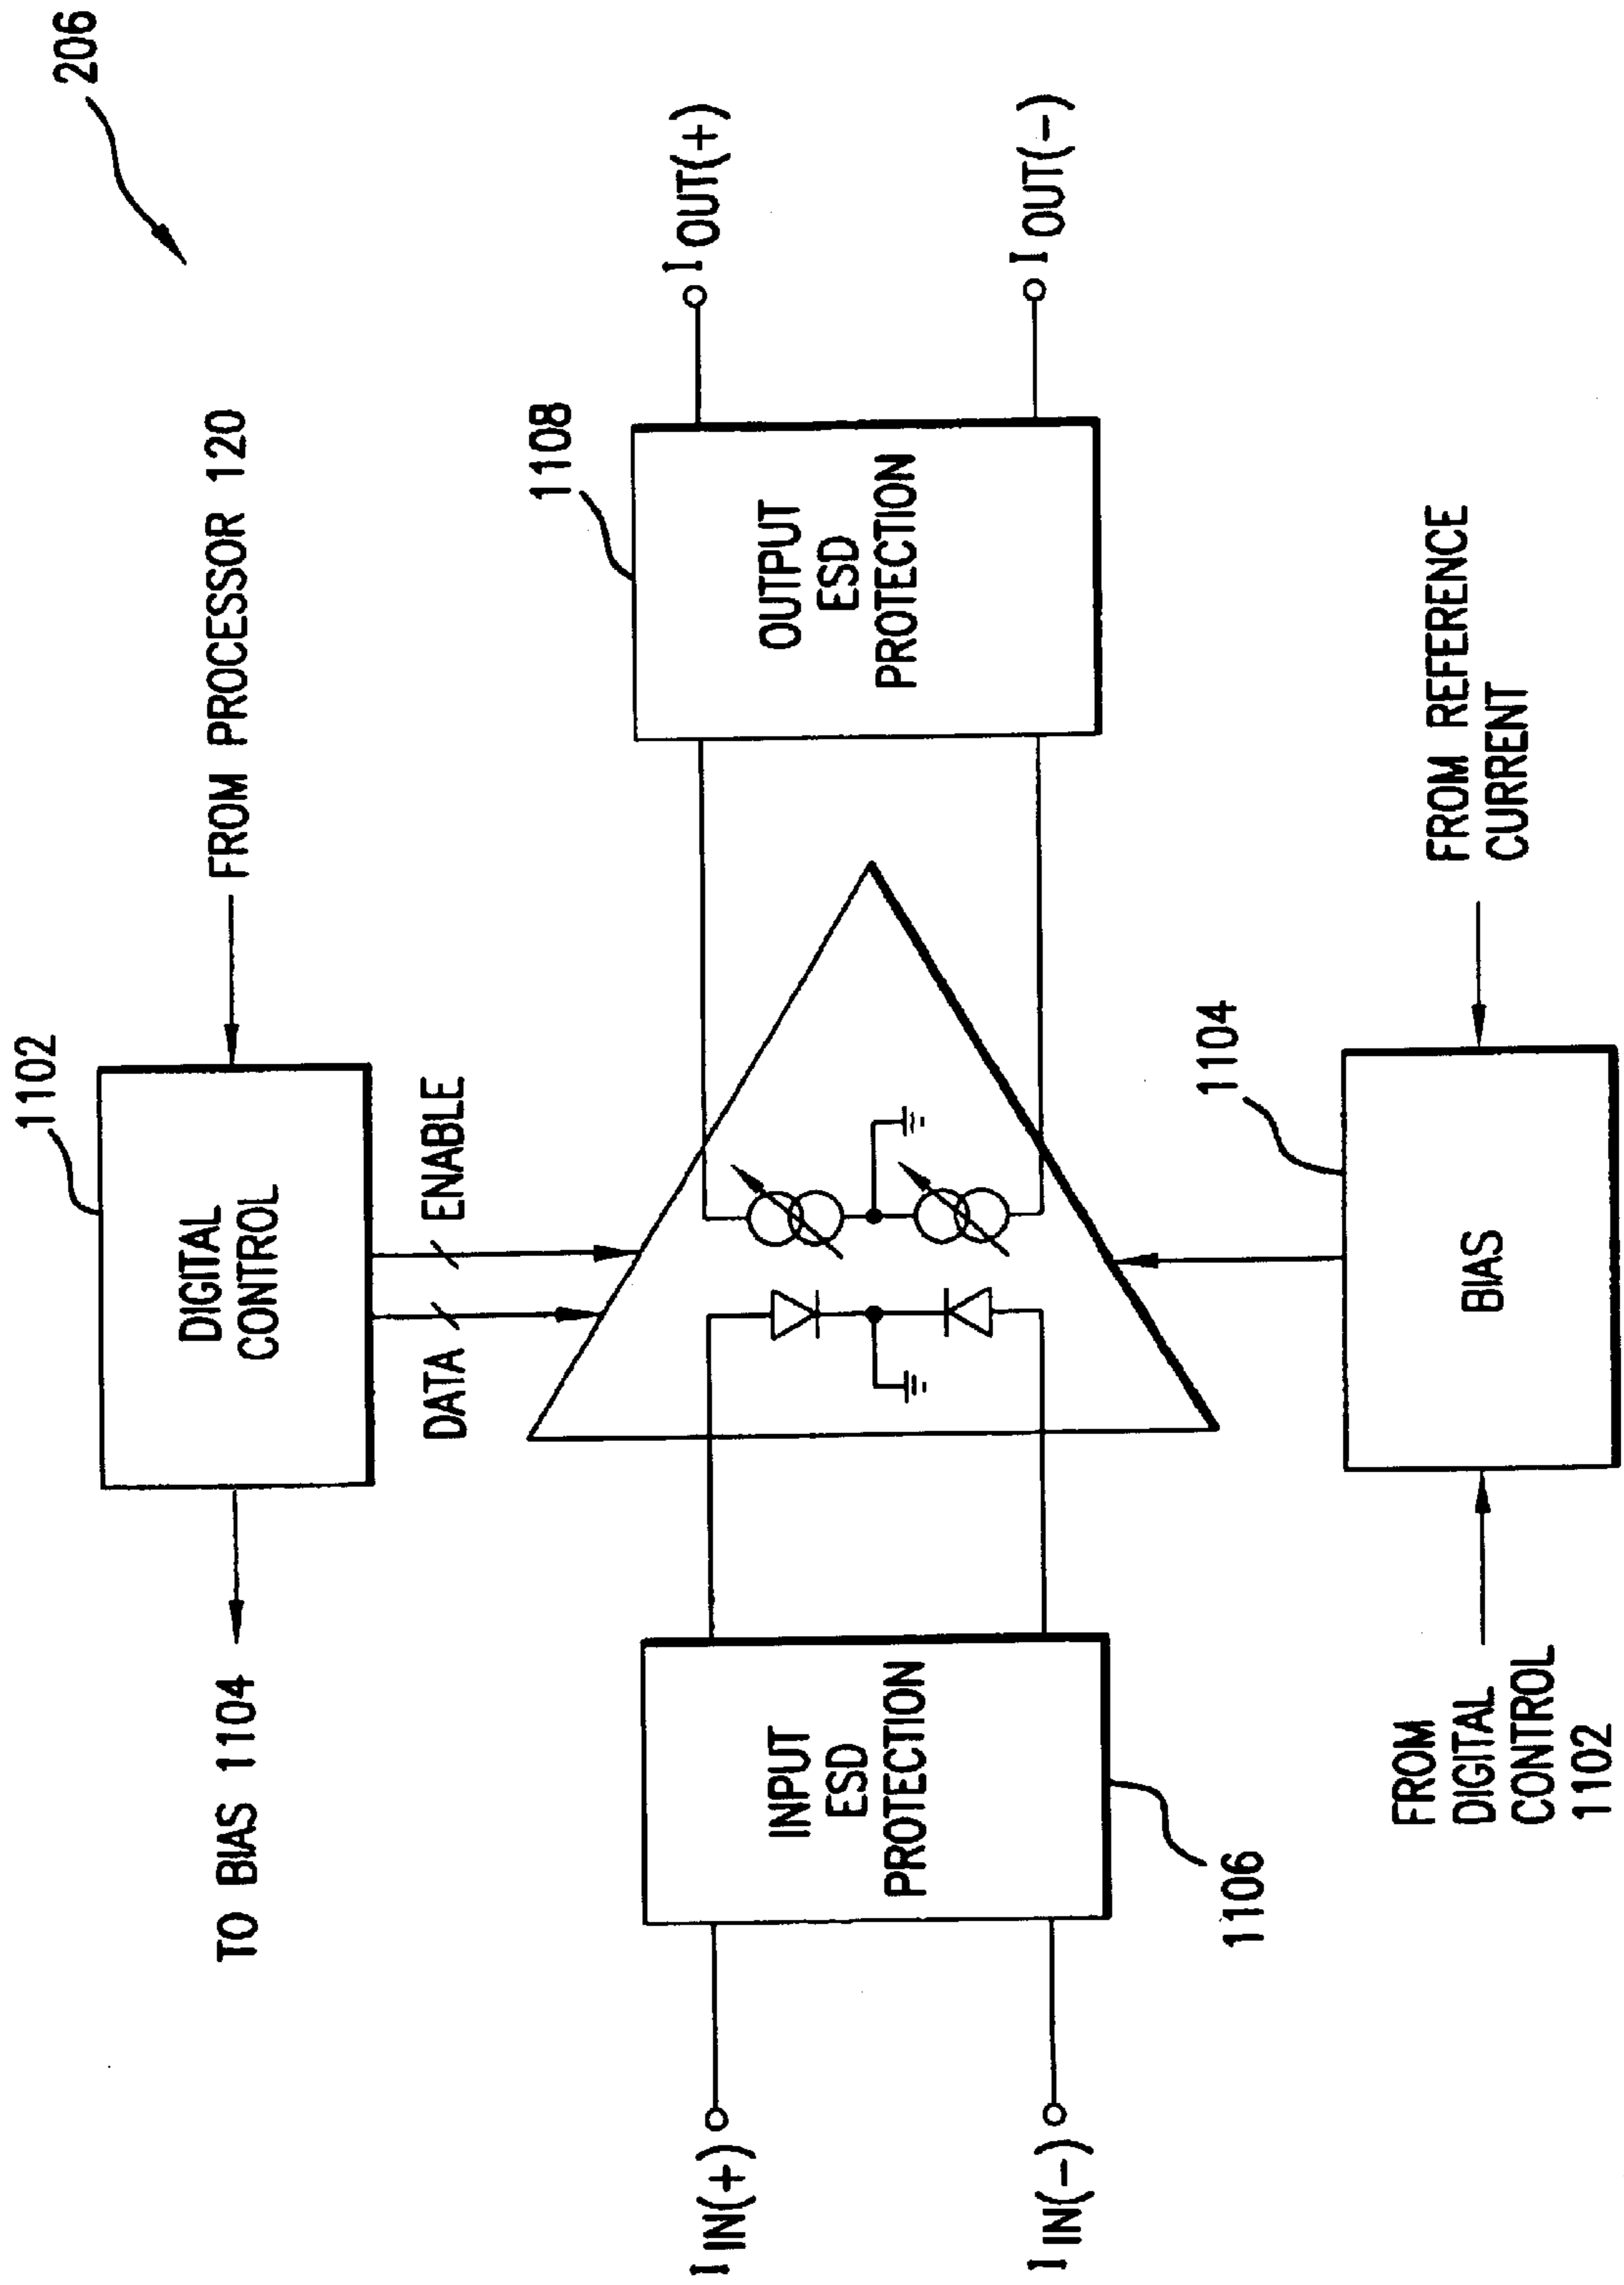 206
1102
FROM PROCESSOR 120
DIGITAL
CONTROL
TO BIAS 1104
DATA
ENABLE
1108
INPUT
ESD
PROTECTION
OUTPUT
ESD
PROTECTION
I IN(+)
I IN(-)
I OUT(+)
I OUT(-)
1106
1104
BIAS
FROM
DIGITAL
CONTROL
1102
FROM REFERENCE
CURRENT